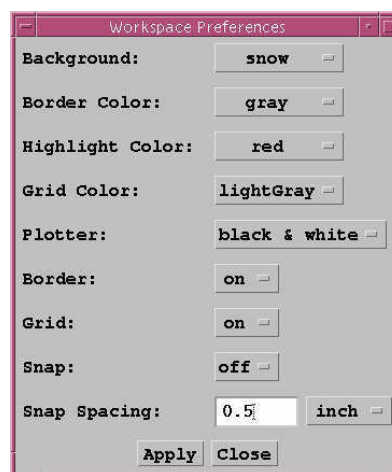 Workspace Preferences
Background: snow
Border Color: gray
Highlight Color: red
Grid Color: lightGray
Plotter: black & white
Border: on
Grid: on
Snap: off
Snap Spacing: 0.5 inch
Apply Close